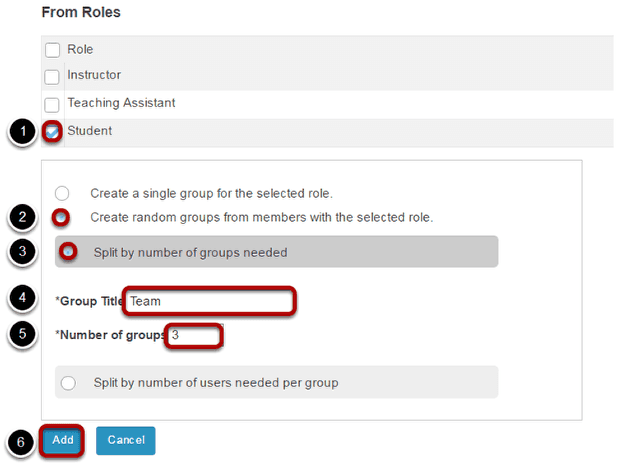 From Roles
Role
Instructor
Teaching Assistant
1 Student
Create a single group for the selected role.
2 Create random groups from members with the selected role.
3 Split by number of groups needed
4 *Group Title Team
5 *Number of groups 3
Split by number of users needed per group
6 Add Cancel